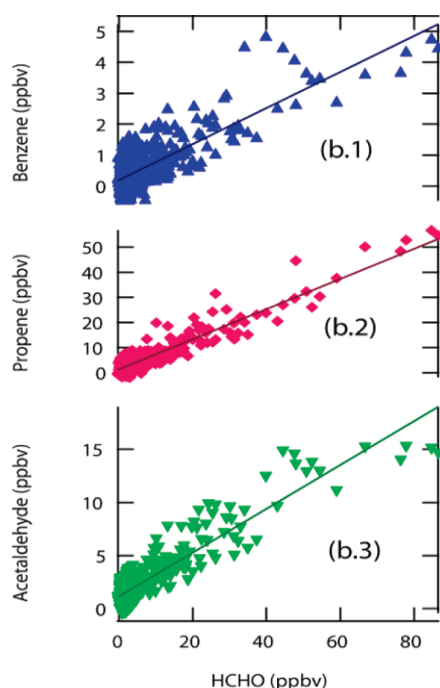 5
4
3
2
1
0
Benzene (ppbv)
(b.1)
50
40
30
20
10
0
Propene (ppbv)
(b.2)
15
10
5
0
Acetaldehyde (ppbv)
(b.3)
0 20 40 60 80
HCHO (ppbv)